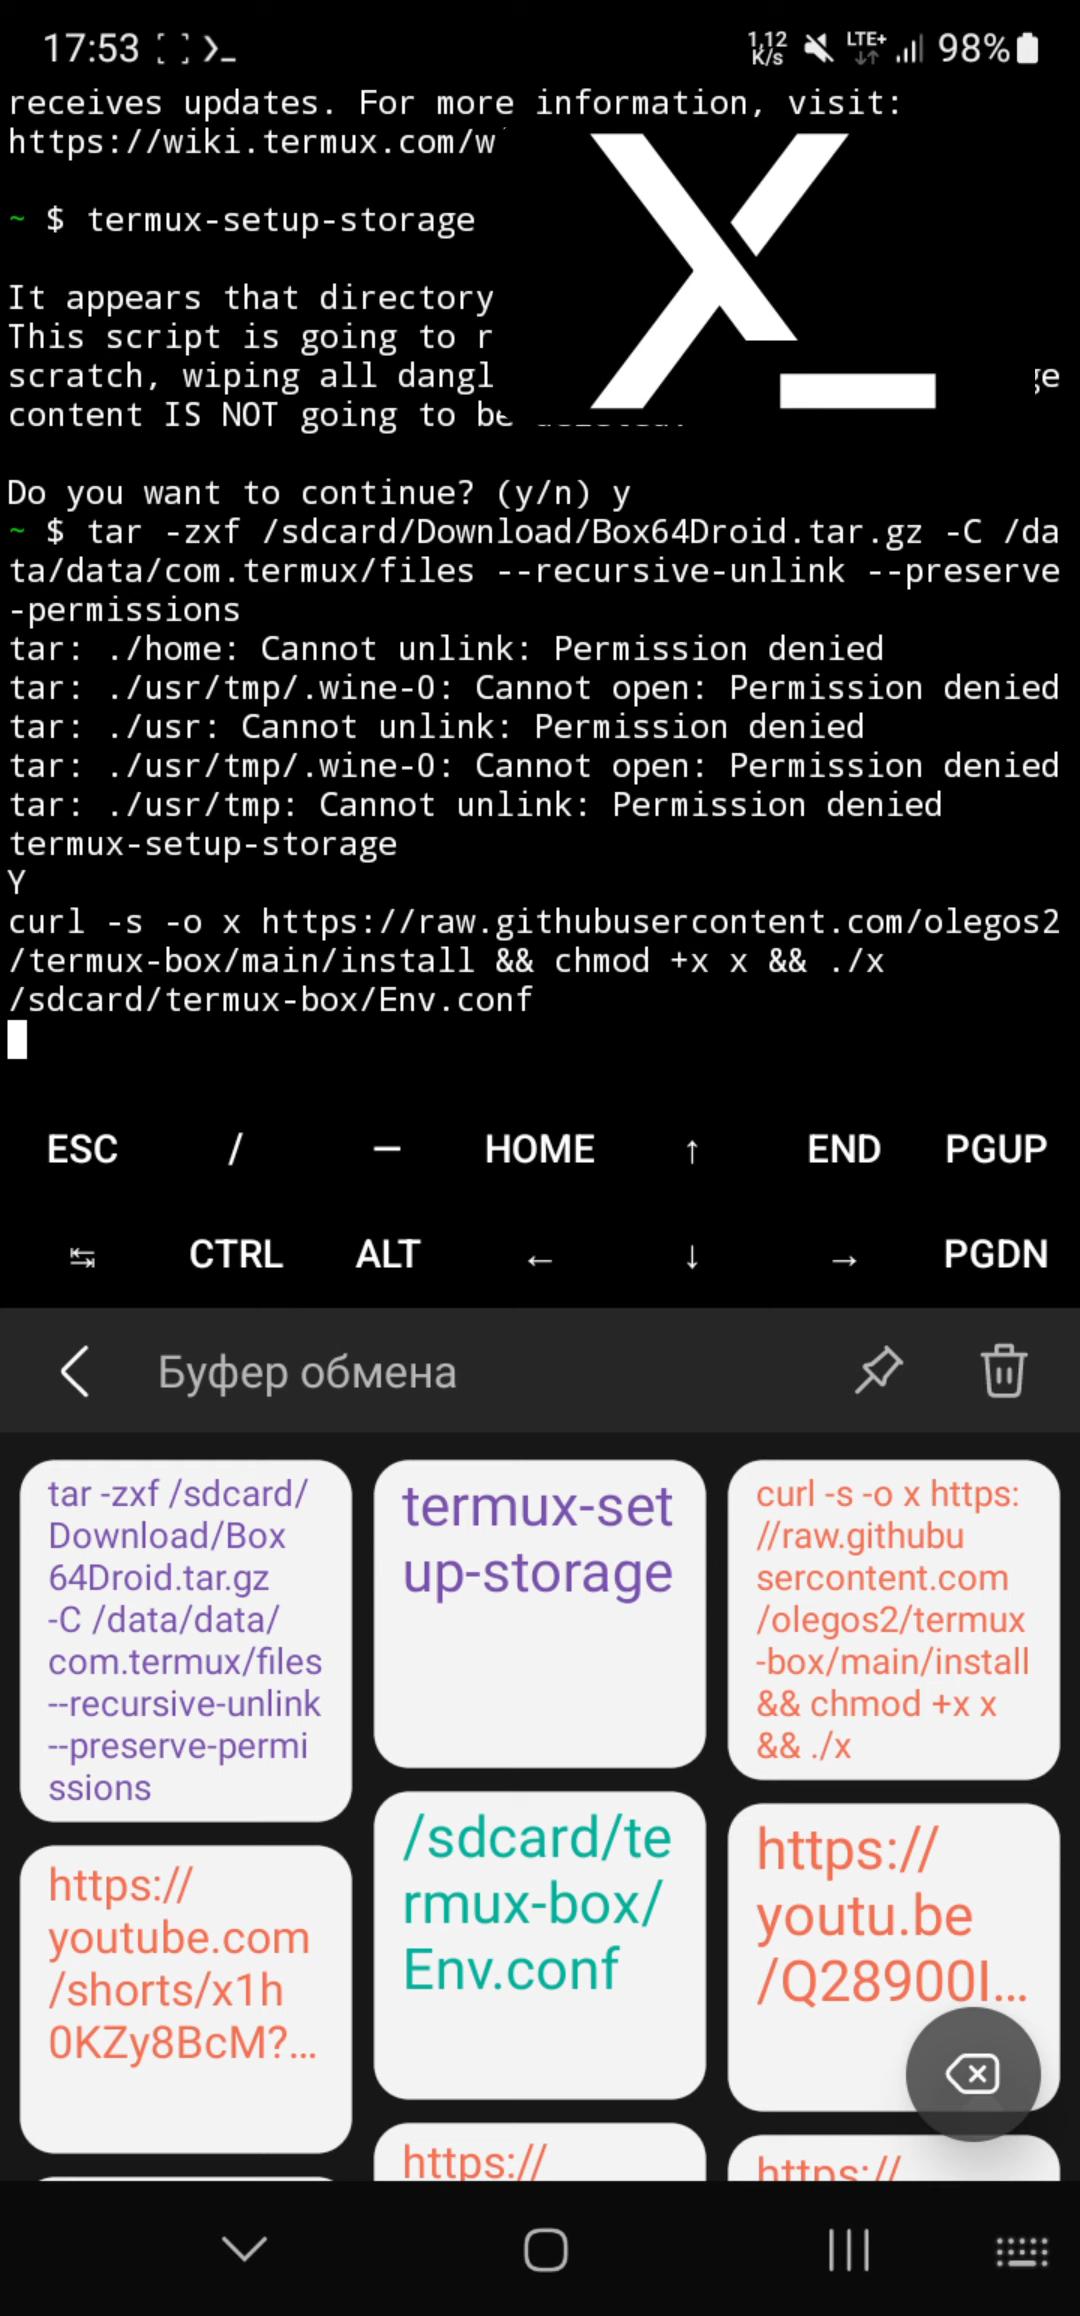 17:53
1,12
K/s
LTE+
98%
receives updates. For more information, visit:
https://wiki.termux.com/w
~ $ termux-setup-storage
It appears that directory
This script is going to r
scratch, wiping all dangl ge
content IS NOT going to be
Do you want to continue? (y/n) y
~ $ tar -zxf /sdcard/Download/Box64Droid.tar.gz -C /da
ta/data/com.termux/files --recursive-unlink --preserve
-permissions
tar: ./home: Cannot unlink: Permission denied
tar: ./usr/tmp/.wine-0: Cannot open: Permission denied
tar: ./usr: Cannot unlink: Permission denied
tar: ./usr/tmp/.wine-0: Cannot open: Permission denied
tar: ./usr/tmp: Cannot unlink: Permission denied
termux-setup-storage
Y
curl -s -o x https://raw.githubusercontent.com/olegos2
/termux-box/main/install && chmod +x x && ./x
/sdcard/termux-box/Env.conf
ESC / — HOME ↑ END PGUP
↹ CTRL ALT ← ↓ → PGDN
Буфер обмена
tar -zxf /sdcard/
Download/Box
64Droid.tar.gz
-C /data/data/
com.termux/files
--recursive-unlink
--preserve-permi
ssions
termux-set
up-storage
curl -s -o x https:
//raw.githubu
sercontent.com
/olegos2/termux
-box/main/install
&& chmod +x x
&& ./x
https://
youtube.com
/shorts/x1h
0KZy8BcM?...
/sdcard/te
rmux-box/
Env.conf
https://
youtu.be
/Q28900I...
https://
https://